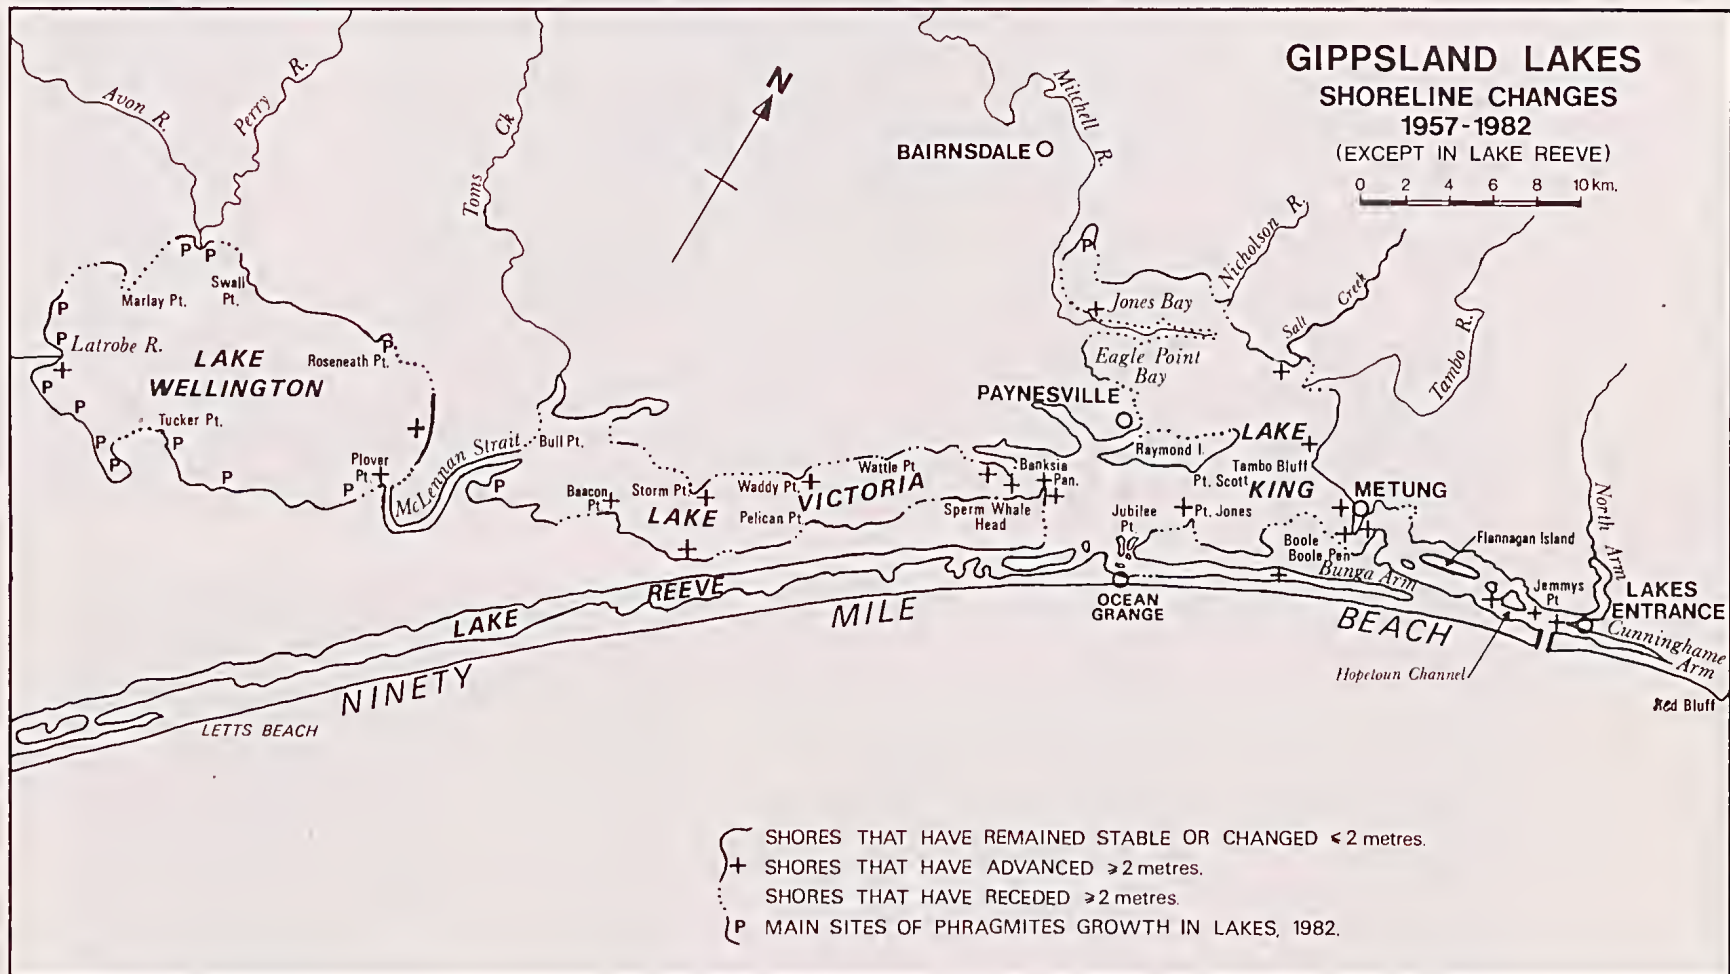 GIPPSLAND LAKES
SHORELINE CHANGES
1957-1982
(EXCEPT IN LAKE REEVE)
0 2 4 6 8 10 km.
N
Avon R.
Perry R.
Toms Ck
Mitchell R.
BAIRNSDALE
Nicholson R.
Salt Creek
Tambo R.
North Arm
P
P P
Swall
Pt.
Marlay Pt.
P
P
Latrobe R.
LAKE
WELLINGTON
Roseneath Pt.
P
P
P
Tucker Pt.
P
P
P
P
P
Plover
Pt.
McLennan Strait
Bull Pt.
P
Beacon
Pt.
Storm Pt.
LAKE
VICTORIA
Waddy Pt.
Wattle Pt
Pelican Pt.
Sperm Whale
Head
Banksia
Pan.
P
Jones Bay
Eagle Point
Bay
PAYNESVILLE
Raymond I.
LAKE
KING
Tambo Bluff
Pt. Scott
Pt. Jones
Jubilee
Pt.
METUNG
Boole
Boole Pen
Bunga Arm
Flannagan Island
Jemmys
Pt
LAKES
ENTRANCE
Cunninghame
Arm
Hopetoun Channel
Red Bluff
OCEAN
GRANGE
LAKE REEVE
NINETY MILE BEACH
LETTS BEACH
SHORES THAT HAVE REMAINED STABLE OR CHANGED ⩽ 2 metres.
+ SHORES THAT HAVE ADVANCED ⩾ 2 metres.
SHORES THAT HAVE RECEDED ⩾ 2 metres.
P MAIN SITES OF PHRAGMITES GROWTH IN LAKES, 1982.